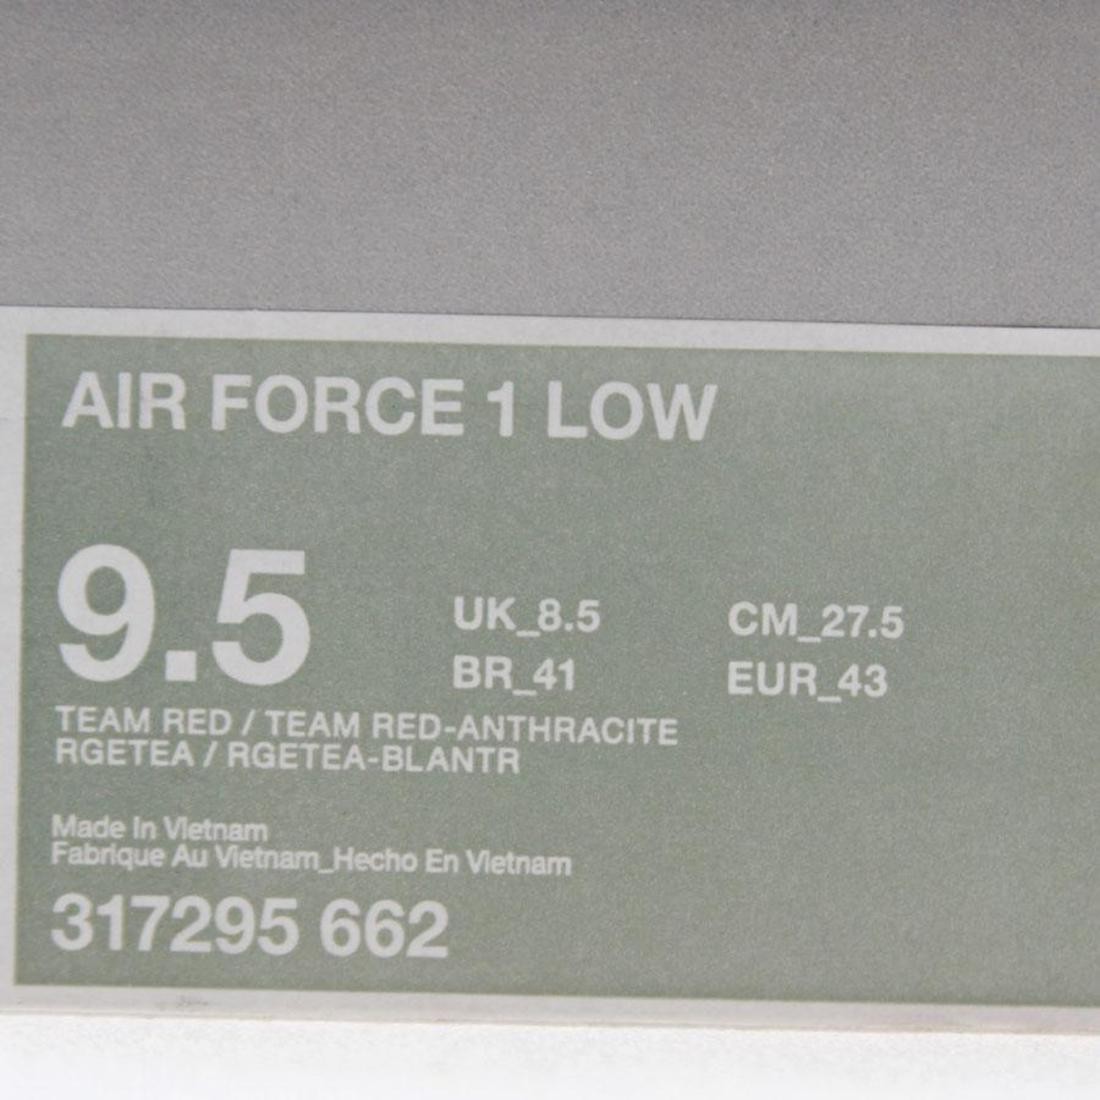 AIR FORCE 1 LOW
9.5
UK_8.5 CM_27.5
BR_41 EUR_43
TEAM RED / TEAM RED-ANTHRACITE
RGETEA / RGETEA-BLANTR
Made In Vietnam
Fabrique Au Vietnam_Hecho En Vietnam
317295 662